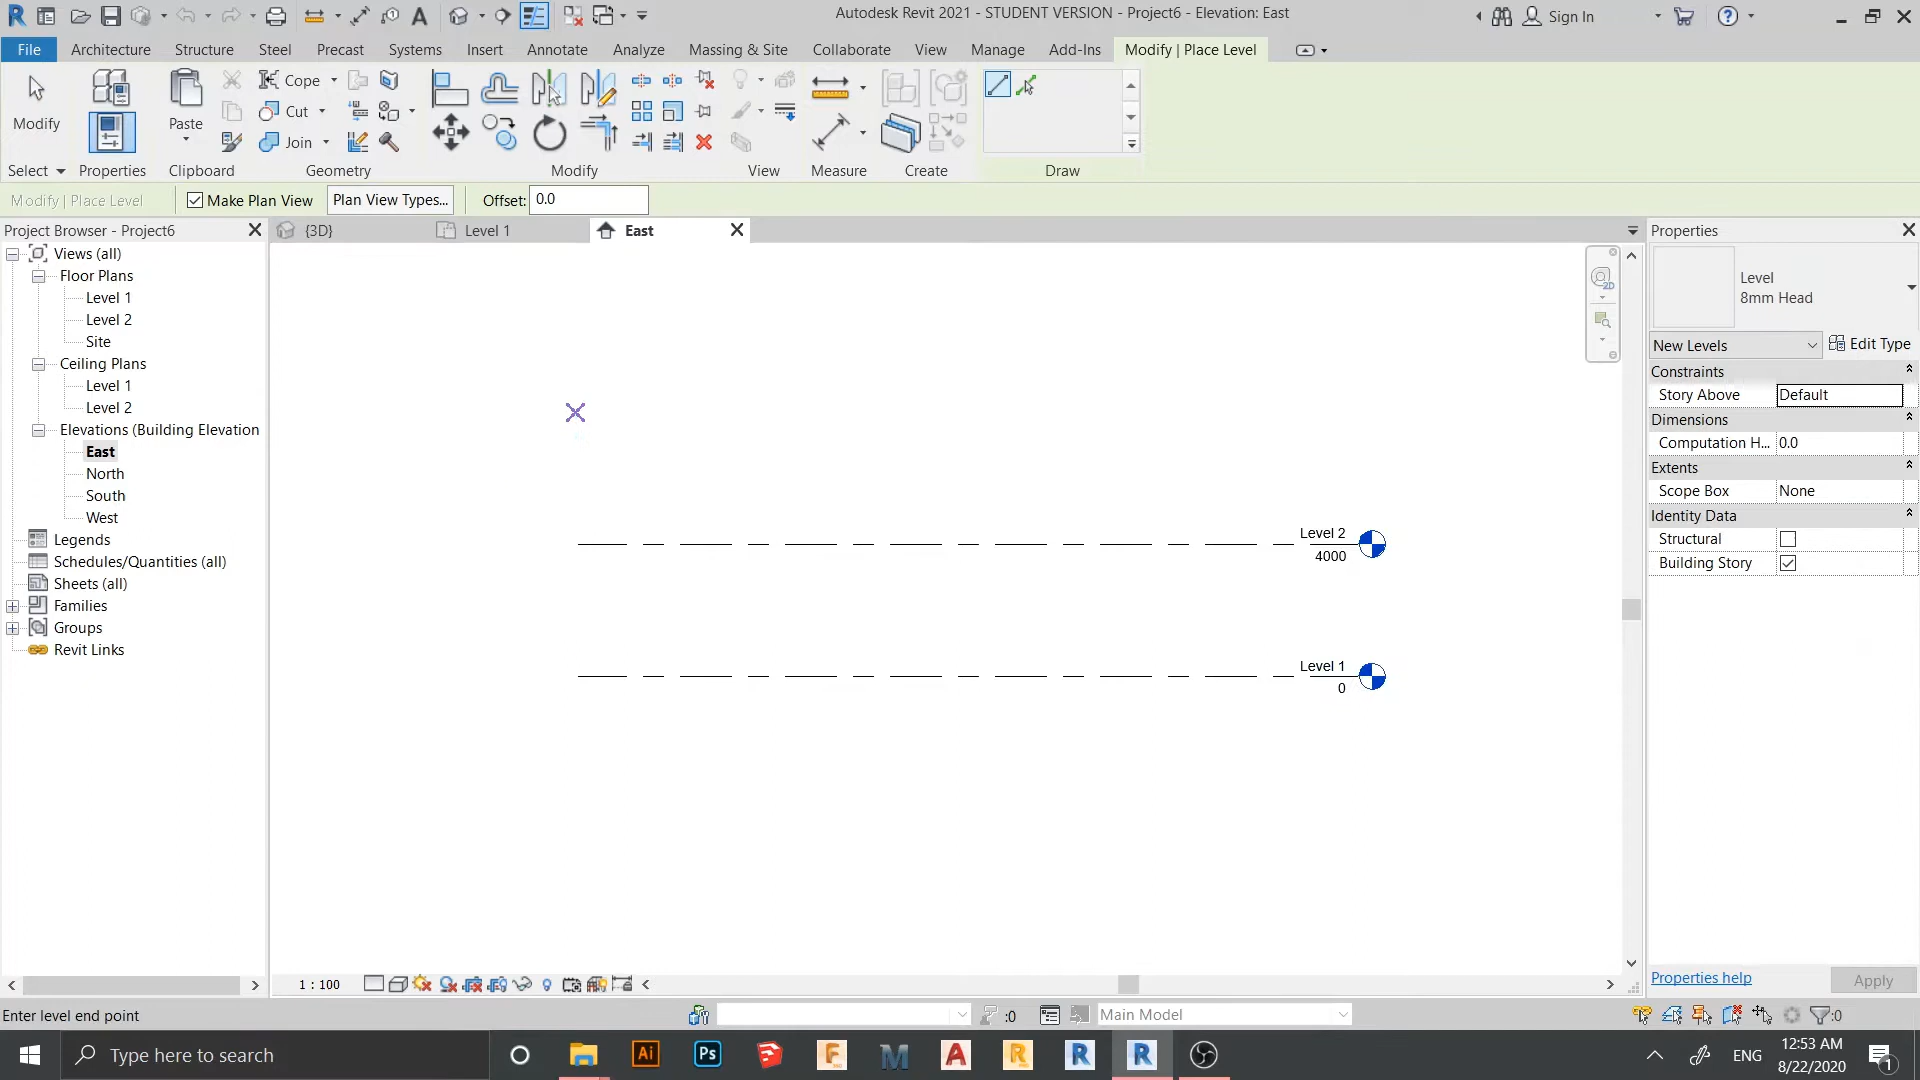 Autodesk Revit 2021 - STUDENT VERSION - Project6 - Elevation: East
Sign In
File Architecture Structure Steel Precast Systems Insert Annotate Analyze Massing & Site Collaborate View Manage Add-Ins Modify | Place Level
Modify Paste Cope
Cut
Join
Select Properties Clipboard Geometry Modify View Measure Create Draw
Modify | Place Level Make Plan View Plan View Types... Offset: 0.0
Project Browser - Project6
Views (all)
Floor Plans
Level 1
Level 2
Site
Ceiling Plans
Level 1
Level 2
Elevations (Building Elevation
East
North
South
West
Legends
Schedules/Quantities (all)
Sheets (all)
Families
Groups
Revit Links
{3D} Level 1 East
Level 2
4000
Level 1
0
Properties
Level
8mm Head
New Levels Edit Type
Constraints
Story Above Default
Dimensions
Computation H... 0.0
Extents
Scope Box None
Identity Data
Structural
Building Story
Properties help Apply
1 : 100
Enter level end point :0 Main Model :0
Type here to search
Ai Ps
ENG
12:53 AM
8/22/2020
1